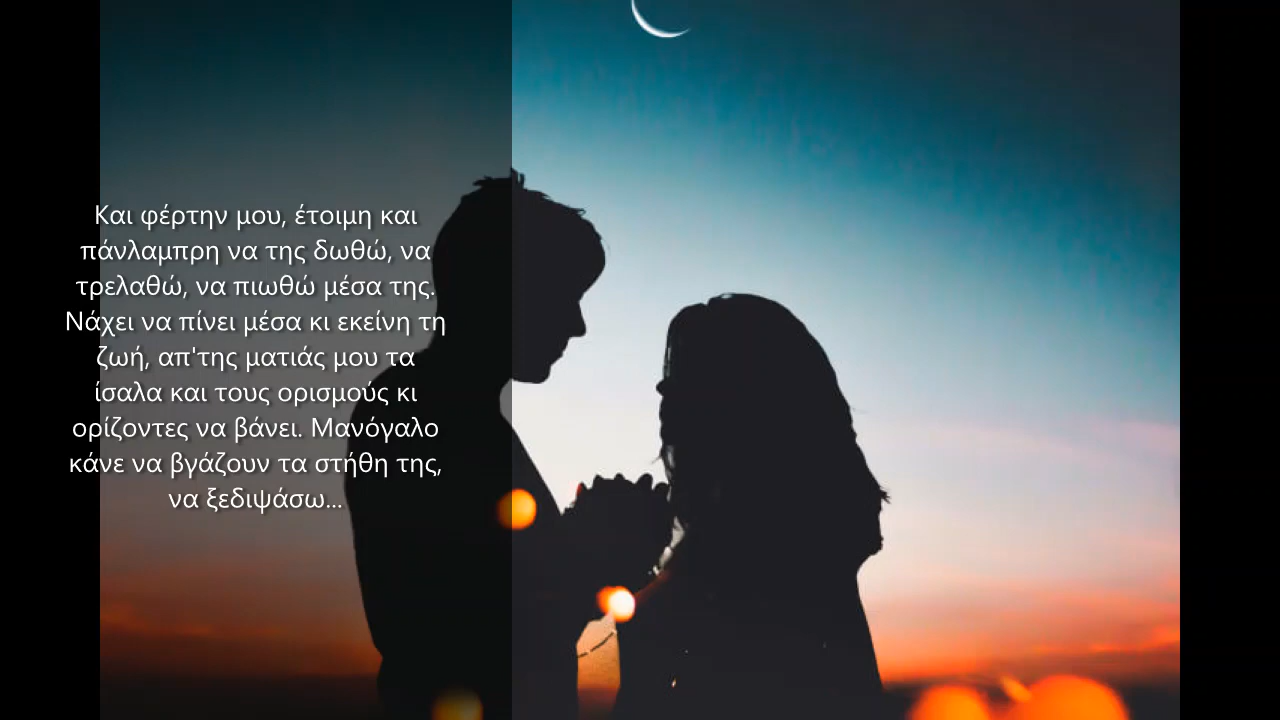 Και φέρτην μου, έτοιμη και
πάνλαμπρη να της δωθώ, να
τρελαθώ, να πιωθώ μέσα της.
Νάχει να πίνει μέσα κι εκείνη τη
ζωή, απ'της ματιάς μου τα
ίσαλα και τους ορισμούς κι
ορίζοντες να βάνει. Μανόγαλο
κάνε να βγάζουν τα στήθη της,
να ξεδιψάσω...